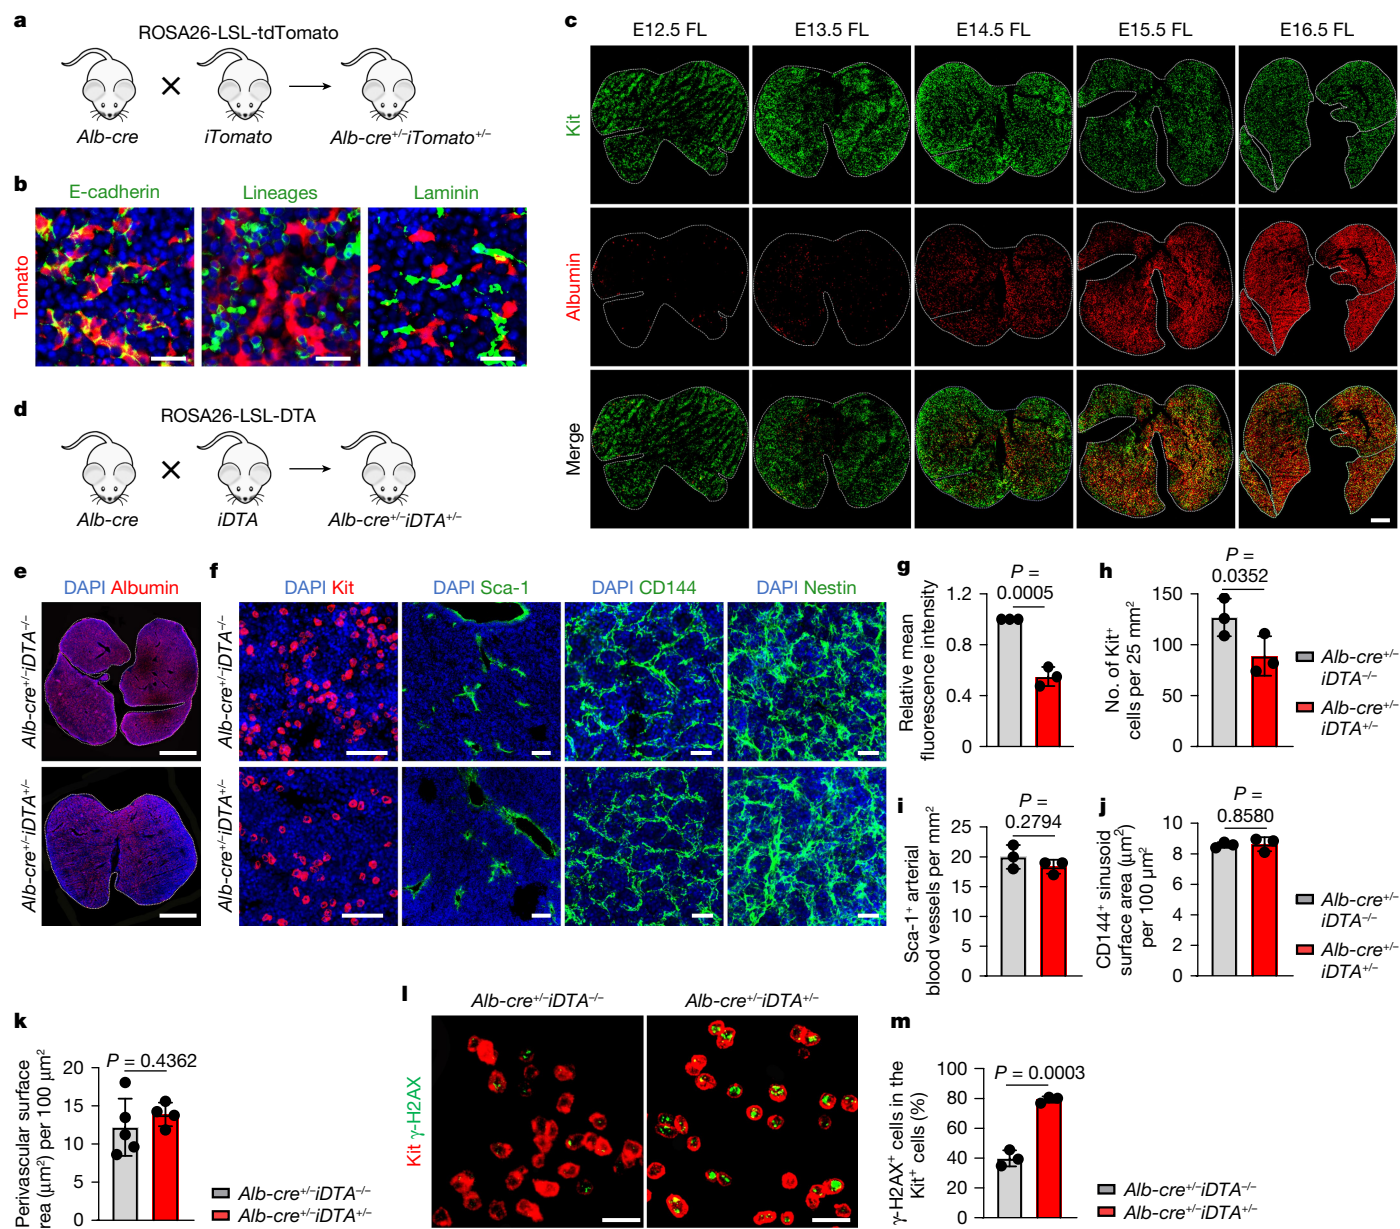 a
ROSA26-LSL-tdTomato
Alb-cre
iTomato
Alb-cre+/-iTomato+/-
b
E-cadherin
Lineages
Laminin
Tomato
c
E12.5 FL
E13.5 FL
E14.5 FL
E15.5 FL
E16.5 FL
Kit
Albumin
Merge
d
ROSA26-LSL-DTA
Alb-cre
iDTA
Alb-cre+/-iDTA+/-
e
DAPI Albumin
Alb-cre+/-iDTA-/-
Alb-cre+/-iDTA+/-
f
DAPI Kit
DAPI Sca-1
DAPI CD144
DAPI Nestin
Alb-cre+/-iDTA-/-
Alb-cre+/-iDTA+/-
g
P =
0.0005
Relative mean
fluorescence intensity
1.2
0.8
0.4
0
h
P =
0.0352
No. of Kit+
cells per 25 mm²
150
100
50
0
Alb-cre+/-
iDTA-/-
Alb-cre+/-
iDTA+/-
i
P =
0.2794
Sca-1+ arterial
blood vessels per mm²
25
20
15
10
5
0
j
P =
0.8580
CD144+ sinusoid
surface area (μm²)
per 100 μm²
10
8
6
4
2
0
Alb-cre+/-
iDTA-/-
Alb-cre+/-
iDTA+/-
k
P = 0.4362
Perivascular surface
area (μm²) per 100 μm²
20
15
10
5
0
Alb-cre+/-iDTA-/-
Alb-cre+/-iDTA+/-
l
Alb-cre+/-iDTA-/-
Alb-cre+/-iDTA+/-
Kit γ-H2AX
m
P = 0.0003
γ-H2AX+ cells in the
Kit+ cells (%)
100
80
60
40
20
0
Alb-cre+/-iDTA-/-
Alb-cre+/-iDTA+/-